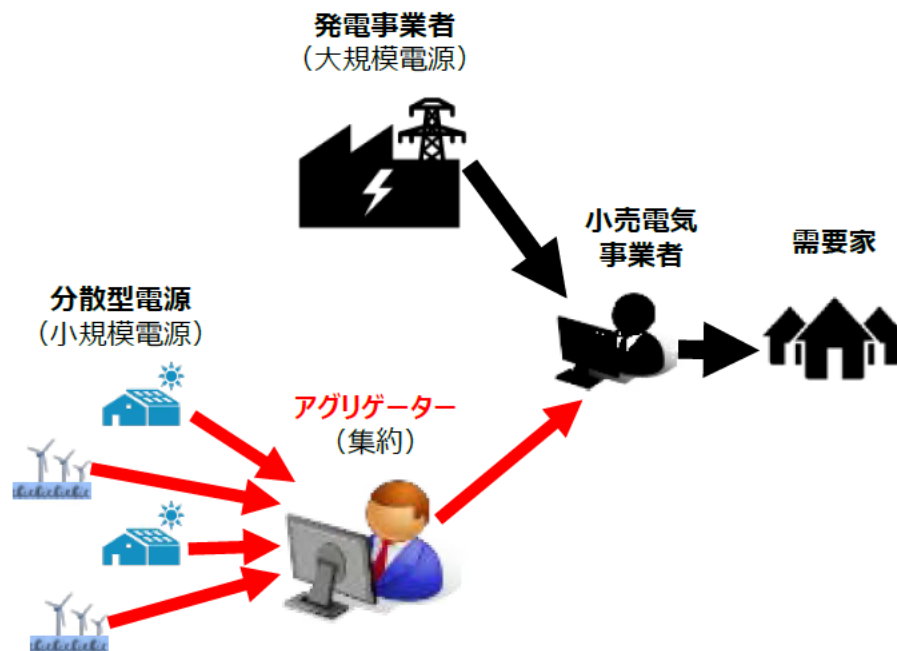 発電事業者
（大規模電源）
小売電気
事業者
需要家
分散型電源
（小規模電源）
アグリゲーター
（集約）